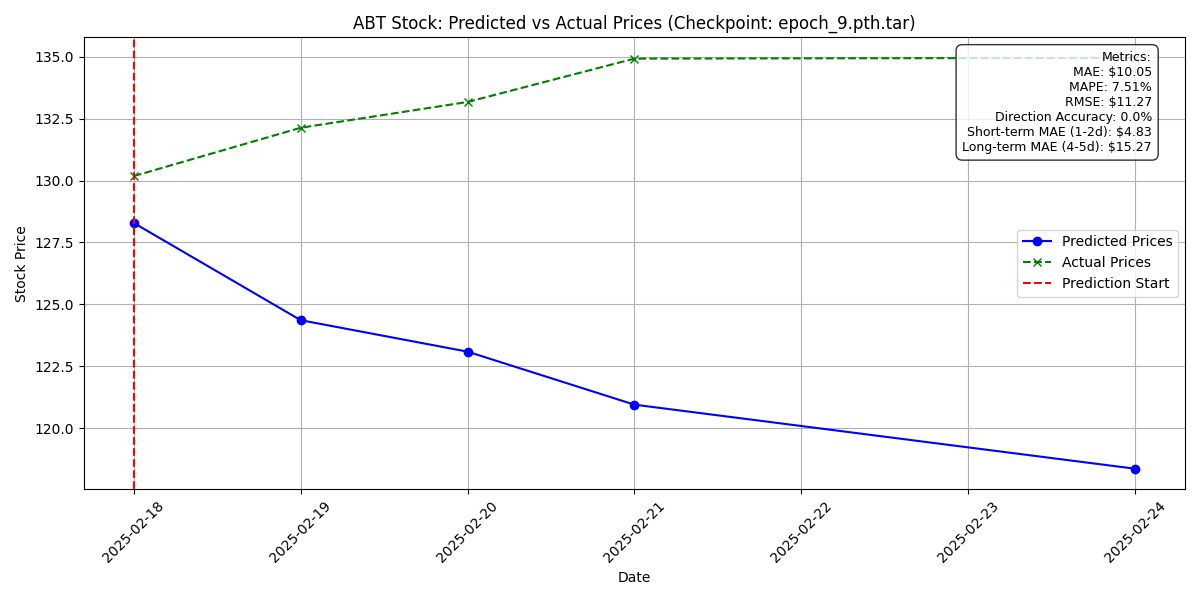 ABT Stock: Predicted vs Actual Prices (Checkpoint: epoch_9.pth.tar)
Metrics:
MAE: $10.05
MAPE: 7.51%
RMSE: $11.27
Direction Accuracy: 0.0%
Short-term MAE (1-2d): $4.83
Long-term MAE (4-5d): $15.27
Predicted Prices
Actual Prices
Prediction Start
Stock Price
135.0
132.5
130.0
127.5
125.0
122.5
120.0
2025-02-18
2025-02-19
2025-02-20
2025-02-21
2025-02-22
2025-02-23
2025-02-24
Date